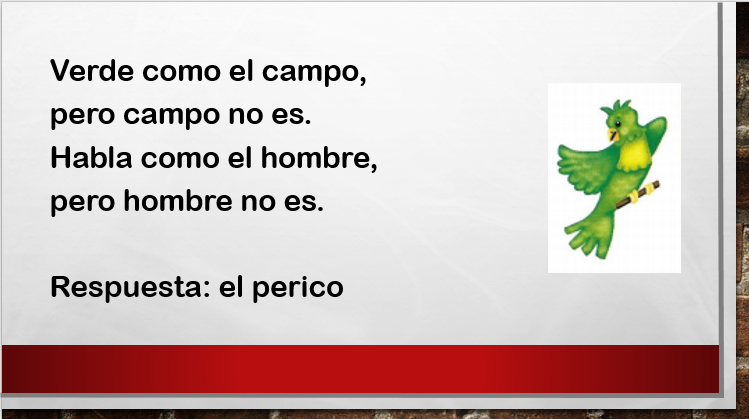 Verde como el campo,
pero campo no es.
Habla como el hombre,
pero hombre no es.
Respuesta: el perico